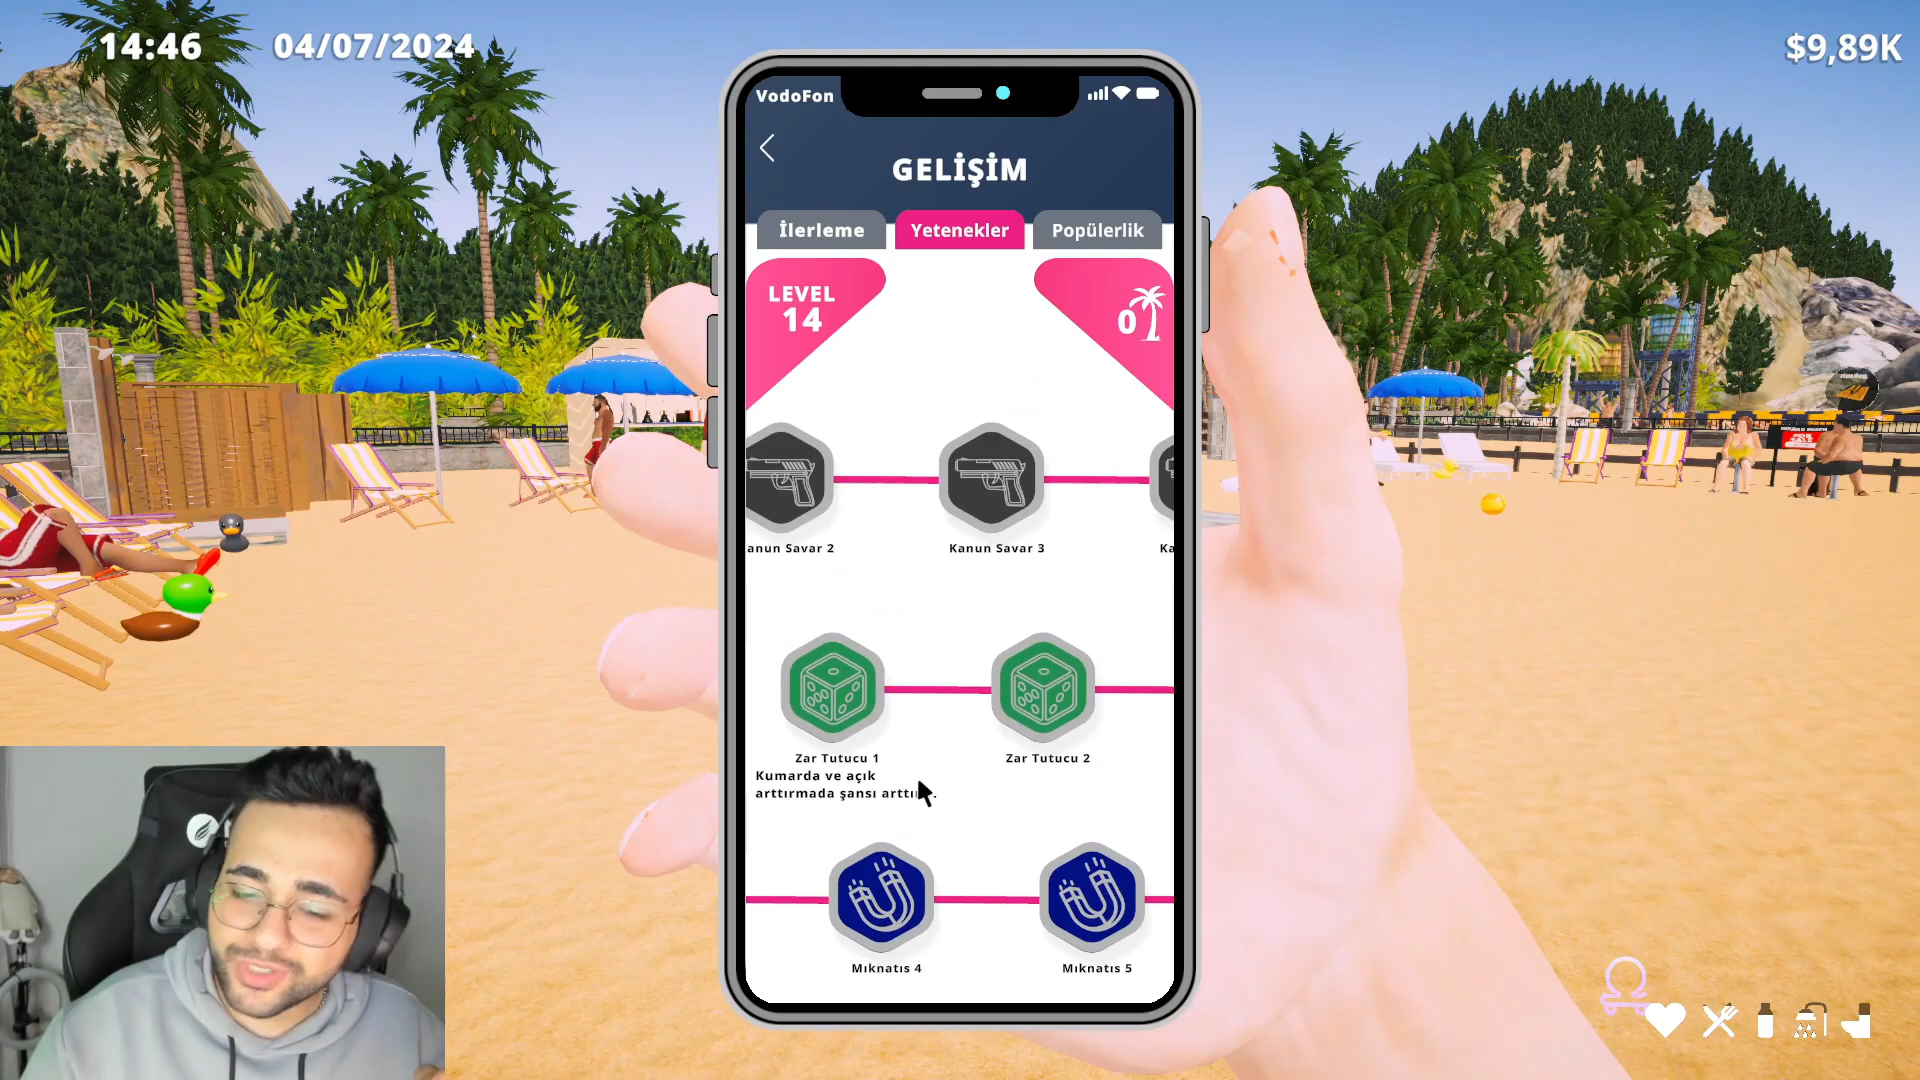 14:46
04/07/2024
$9,89K
VodoFon
GELİŞİM
İlerleme
Yetenekler
Popülerlik
LEVEL
14
0
anun Savar 2
Kanun Savar 3
Ka
Zar Tutucu 1
Zar Tutucu 2
Kumarda ve açık
arttırmada şansı arttı
Mıknatıs 4
Mıknatıs 5